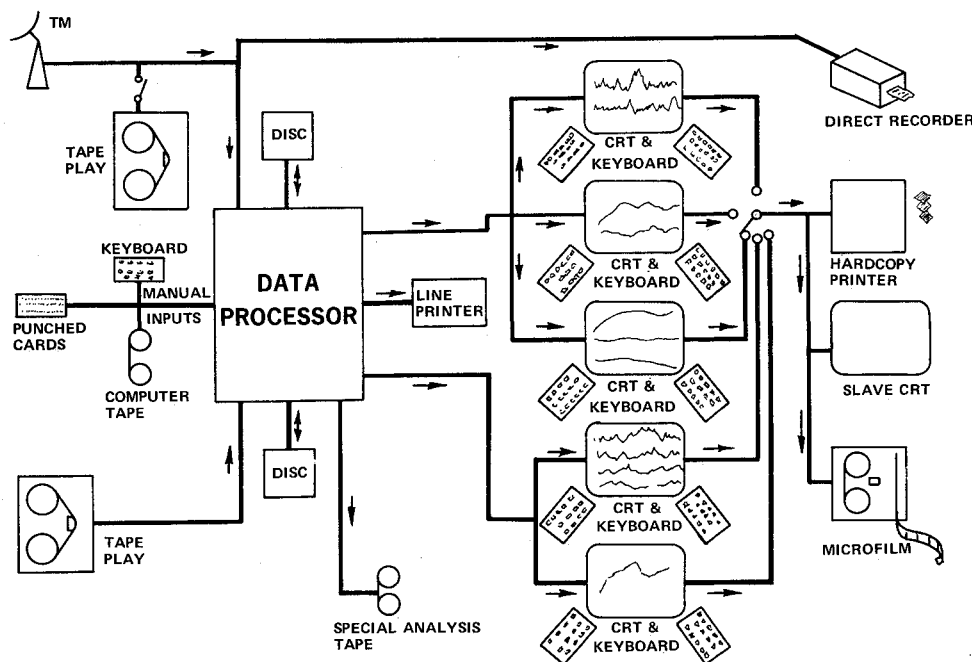 TM
TAPE
PLAY
DISC
CRT &
KEYBOARD
DIRECT RECORDER
KEYBOARD
MANUAL
INPUTS
PUNCHED
CARDS
COMPUTER
TAPE
DATA
PROCESSOR
LINE
PRINTER
CRT &
KEYBOARD
HARDCOPY
PRINTER
CRT &
KEYBOARD
SLAVE CRT
DISC
TAPE
PLAY
CRT &
KEYBOARD
MICROFILM
SPECIAL ANALYSIS
TAPE
CRT &
KEYBOARD